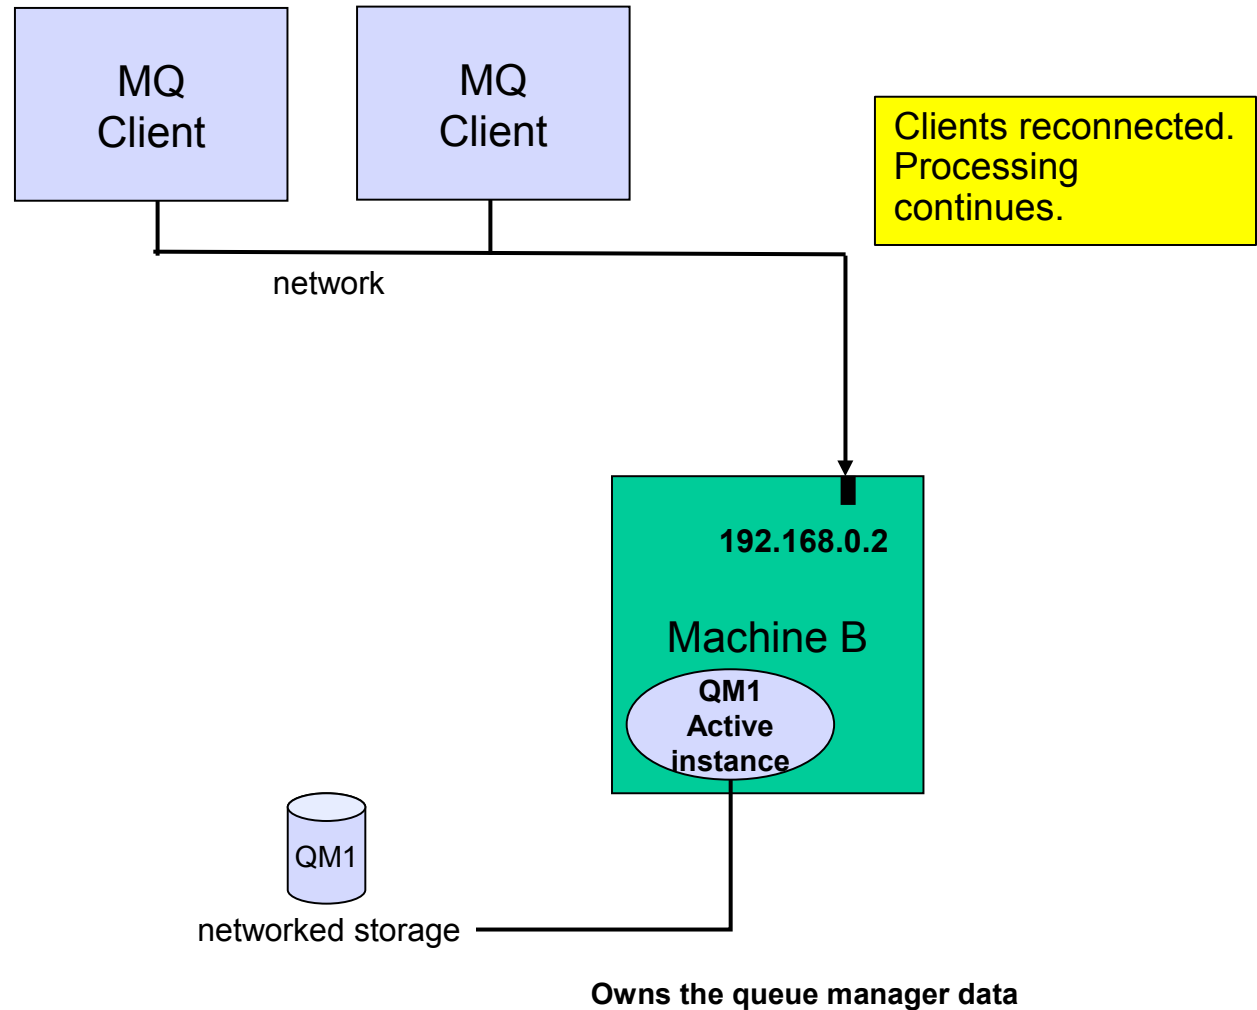 MQ
Client
MQ
Client
Clients reconnected.
Processing
continues.
network
192.168.0.2
Machine B
QM1
Active
instance
QM1
networked storage
Owns the queue manager data